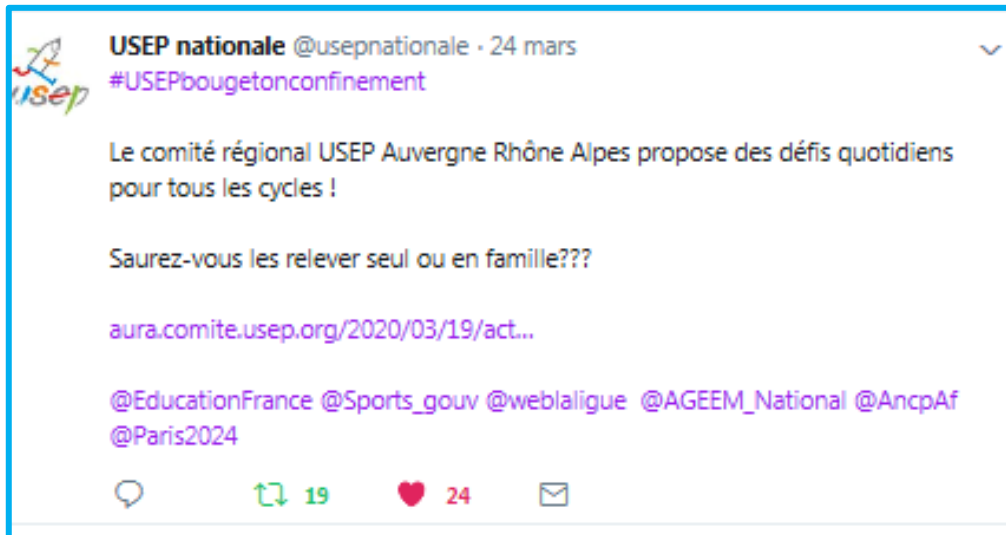 usep
USEP nationale @usepnationale · 24 mars
#USEPbougetonconfinement
Le comité régional USEP Auvergne Rhône Alpes propose des défis quotidiens
pour tous les cycles !
Saurez-vous les relever seul ou en famille???
aura.comite.usep.org/2020/03/19/act...
@EducationFrance @Sports_gouv @weblaligue @AGEEM_National @AncpAf
@Paris2024
19 24